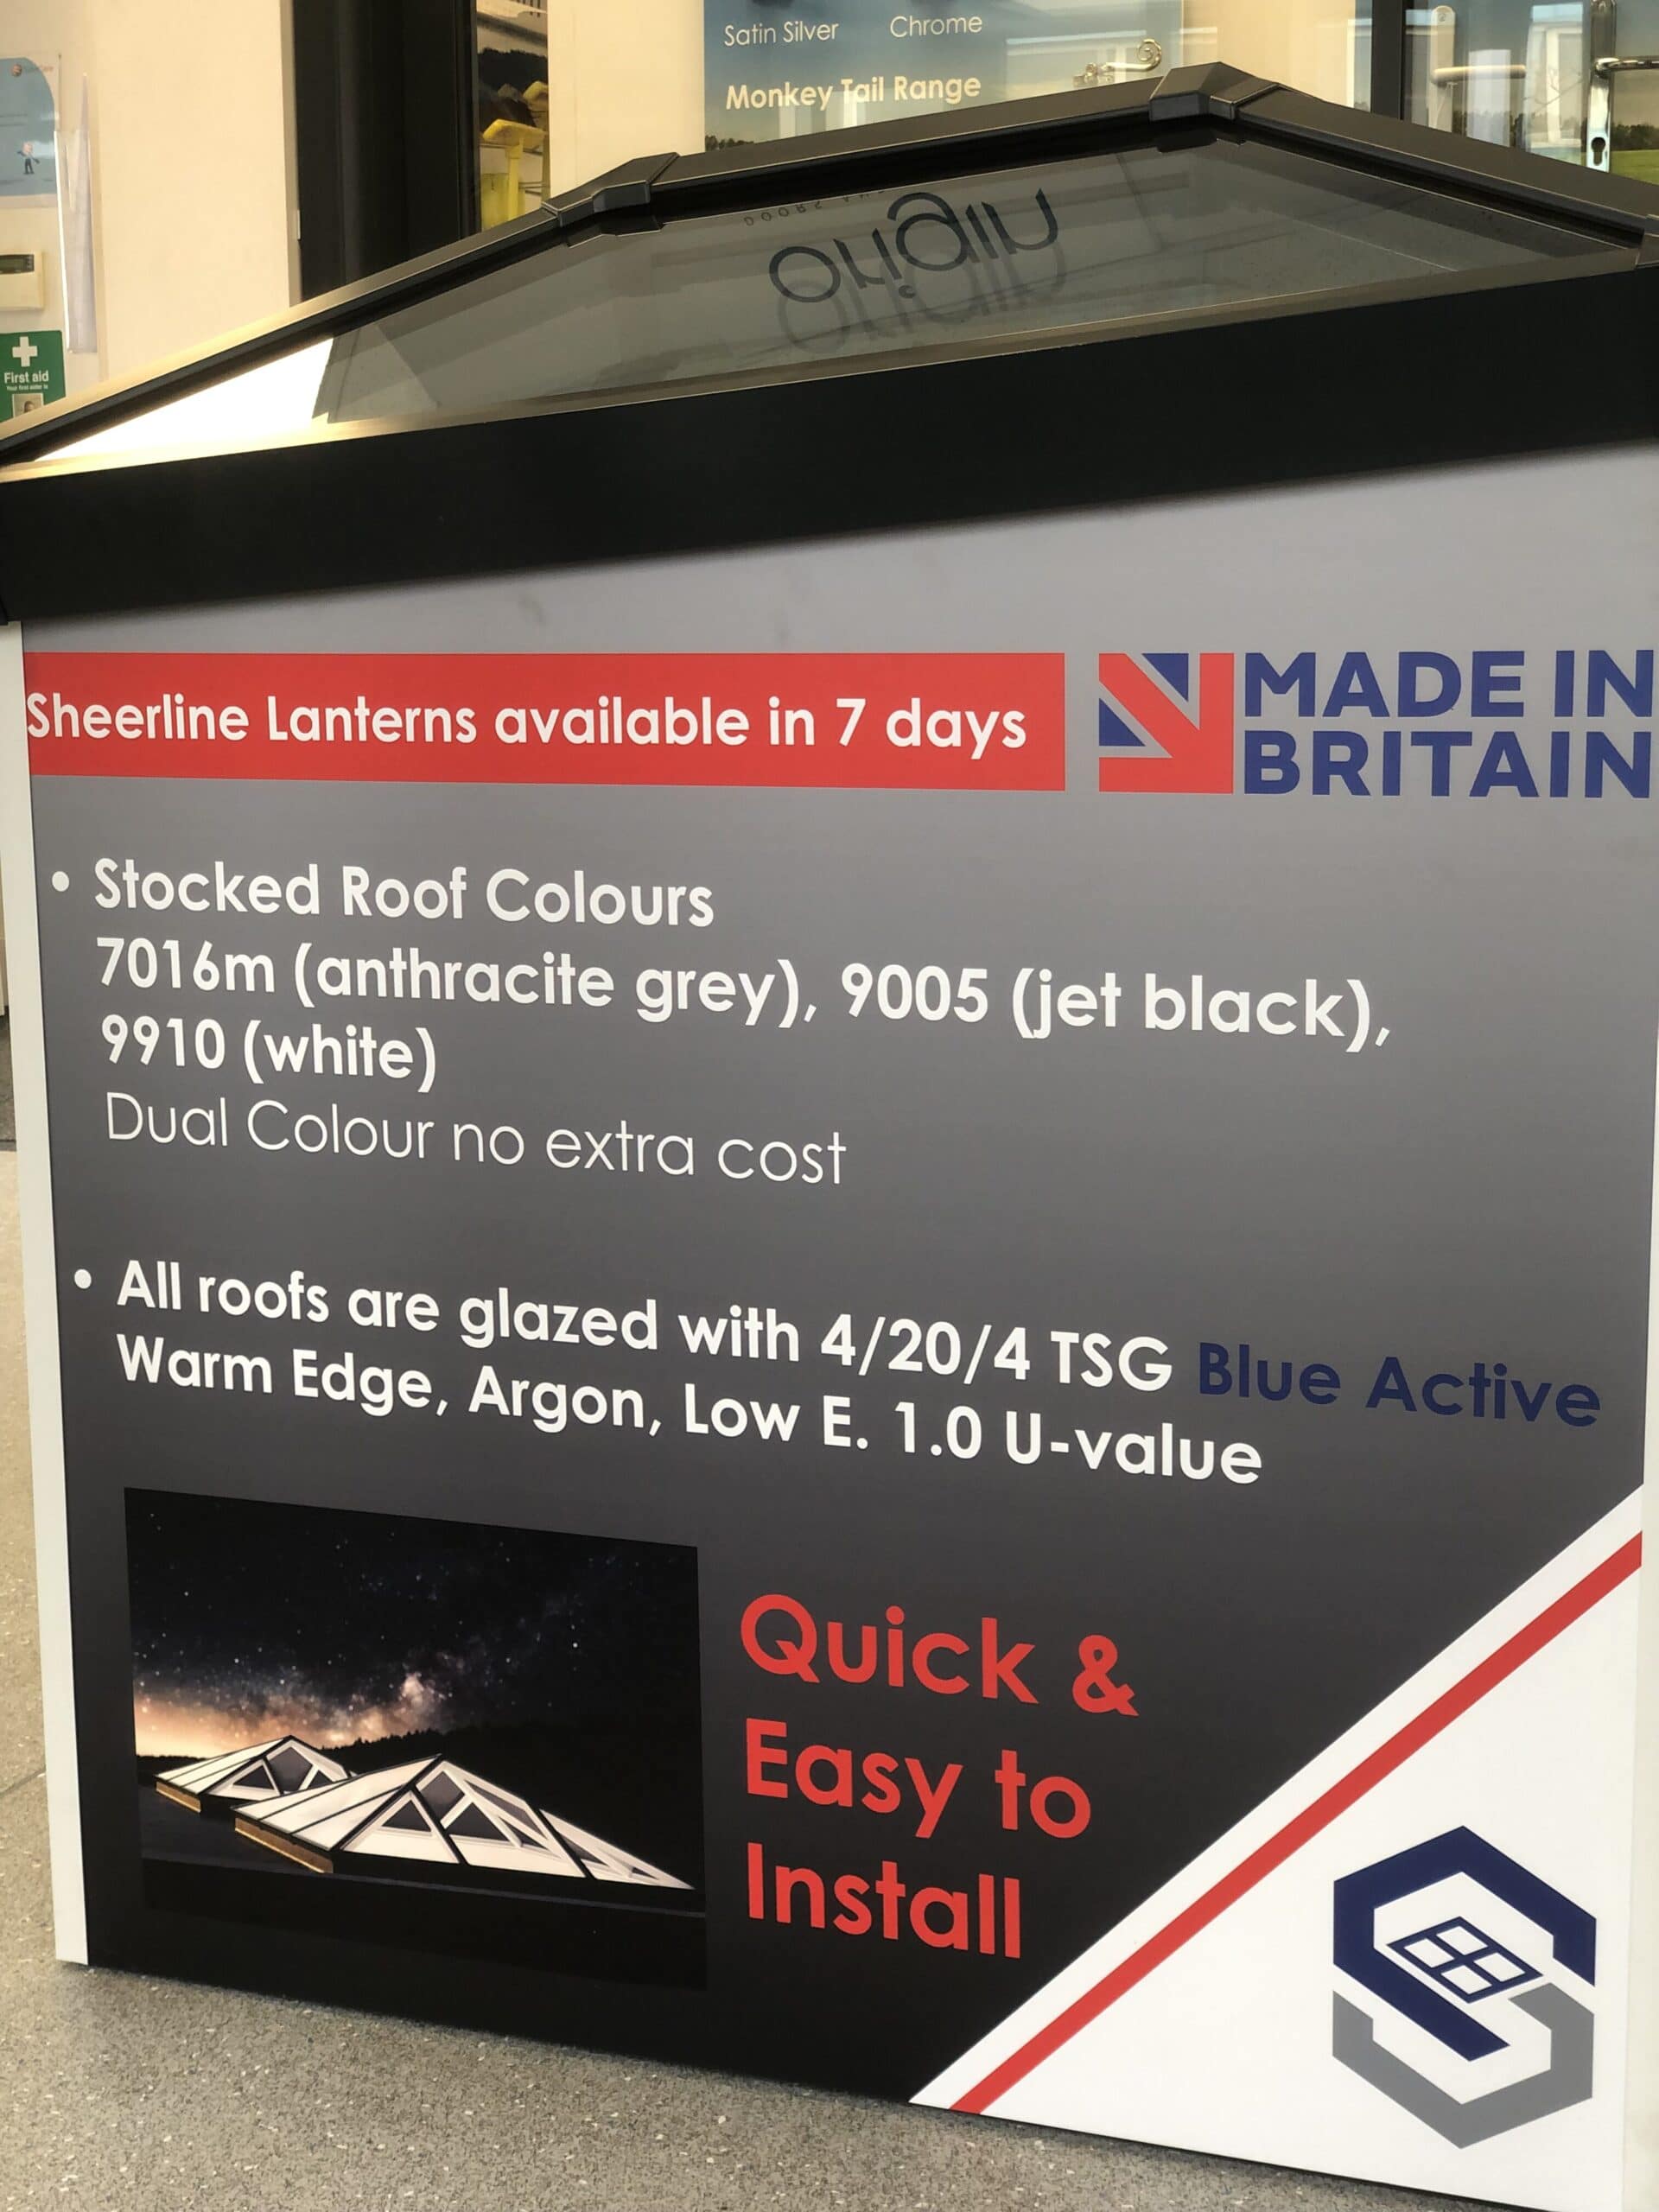 Satin Silver Chrome
Monkey Tail Range
origin
First aid
Sheerline Lanterns available in 7 days
MADE IN
BRITAIN
• Stocked Roof Colours
7016m (anthracite grey), 9005 (jet black),
9910 (white)
Dual Colour no extra cost
• All roofs are glazed with 4/20/4 TSG Blue Active
Warm Edge, Argon, Low E. 1.0 U-value
Quick &
Easy to
Install